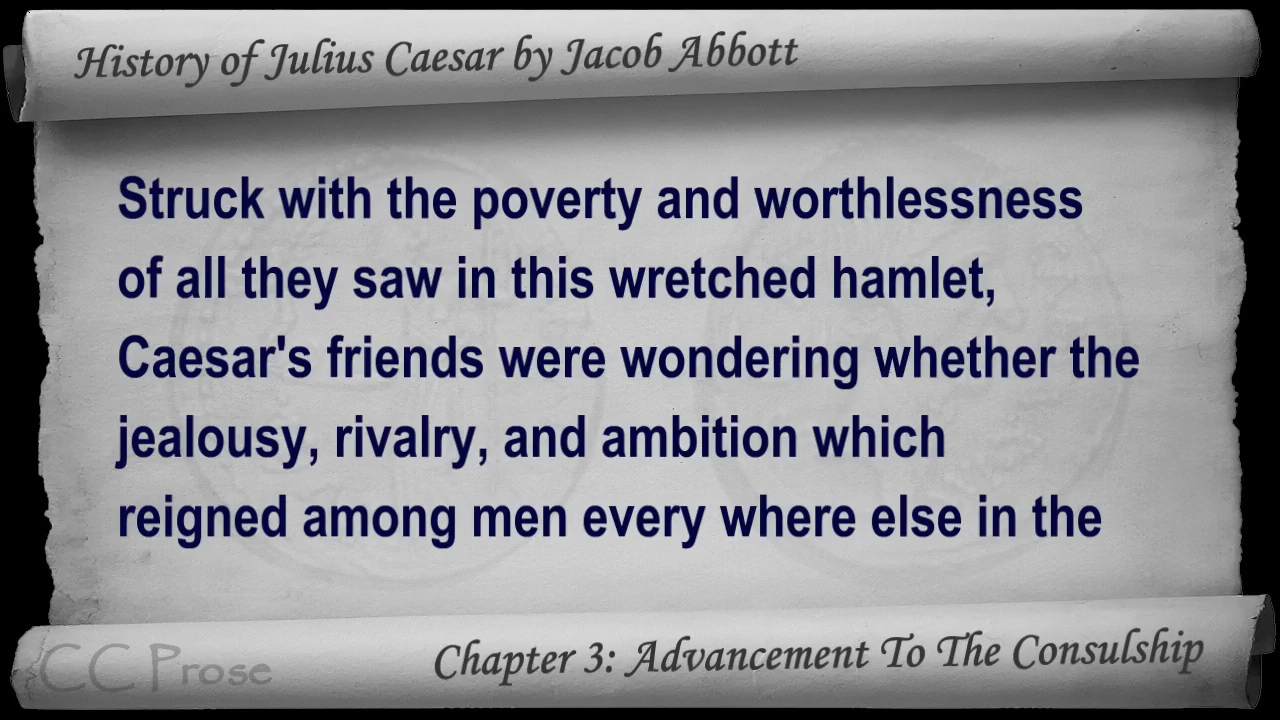 History of Julius Caesar by Jacob Abbott
Struck with the poverty and worthlessness
of all they saw in this wretched hamlet,
Caesar's friends were wondering whether the
jealousy, rivalry, and ambition which
reigned among men every where else in the
CC Prose
Chapter 3: Advancement To The Consulship